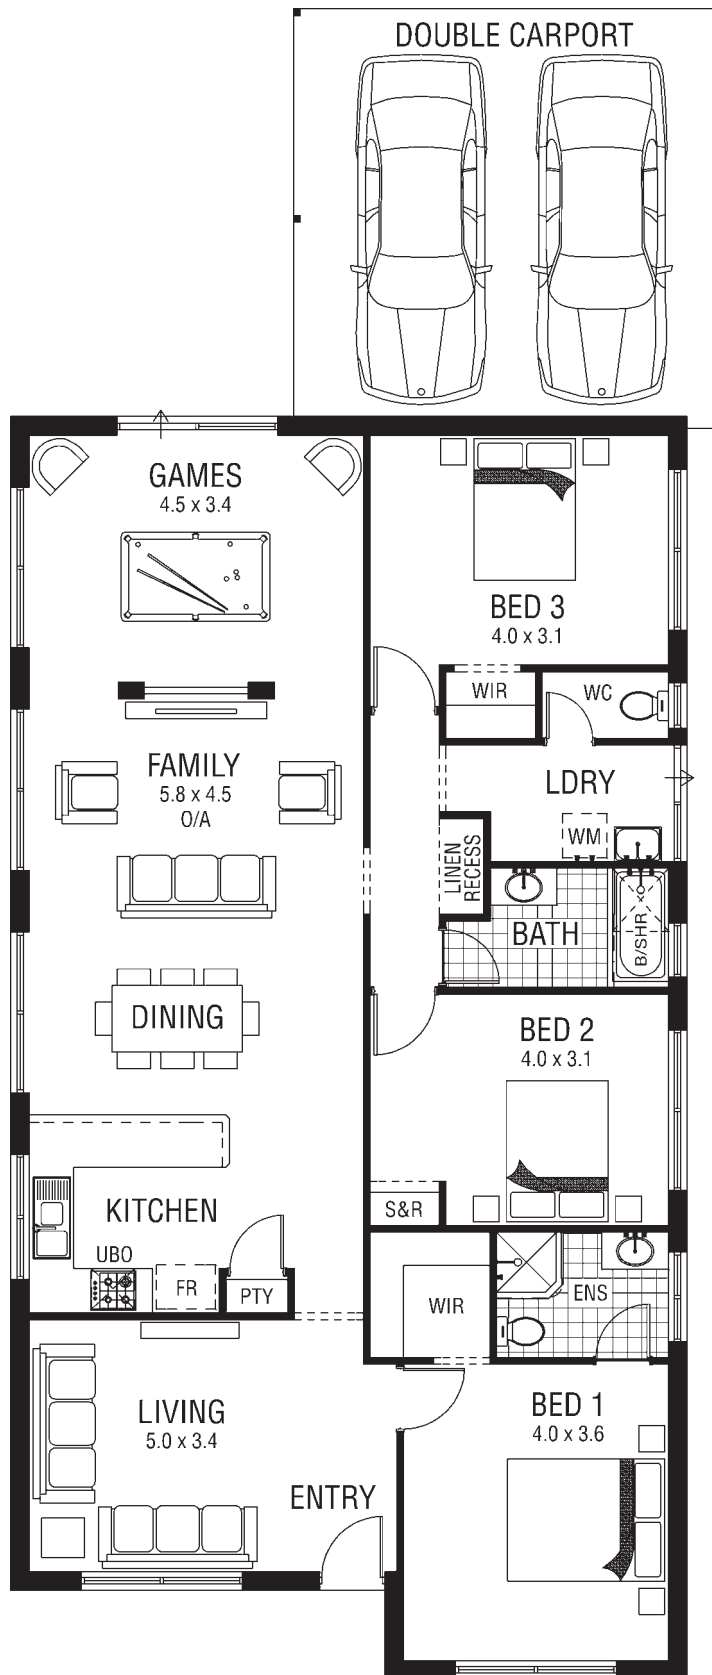 DOUBLE CARPORT
GAMES
4.5 x 3.4
BED 3
4.0 x 3.1
WIR
WC
FAMILY
5.8 x 4.5
O/A
LDRY
WM
LINEN
RECESS
BATH
B/SHR
DINING
BED 2
4.0 x 3.1
S&R
KITCHEN
UBO
FR
PTY
WIR
ENS
LIVING
5.0 x 3.4
BED 1
4.0 x 3.6
ENTRY